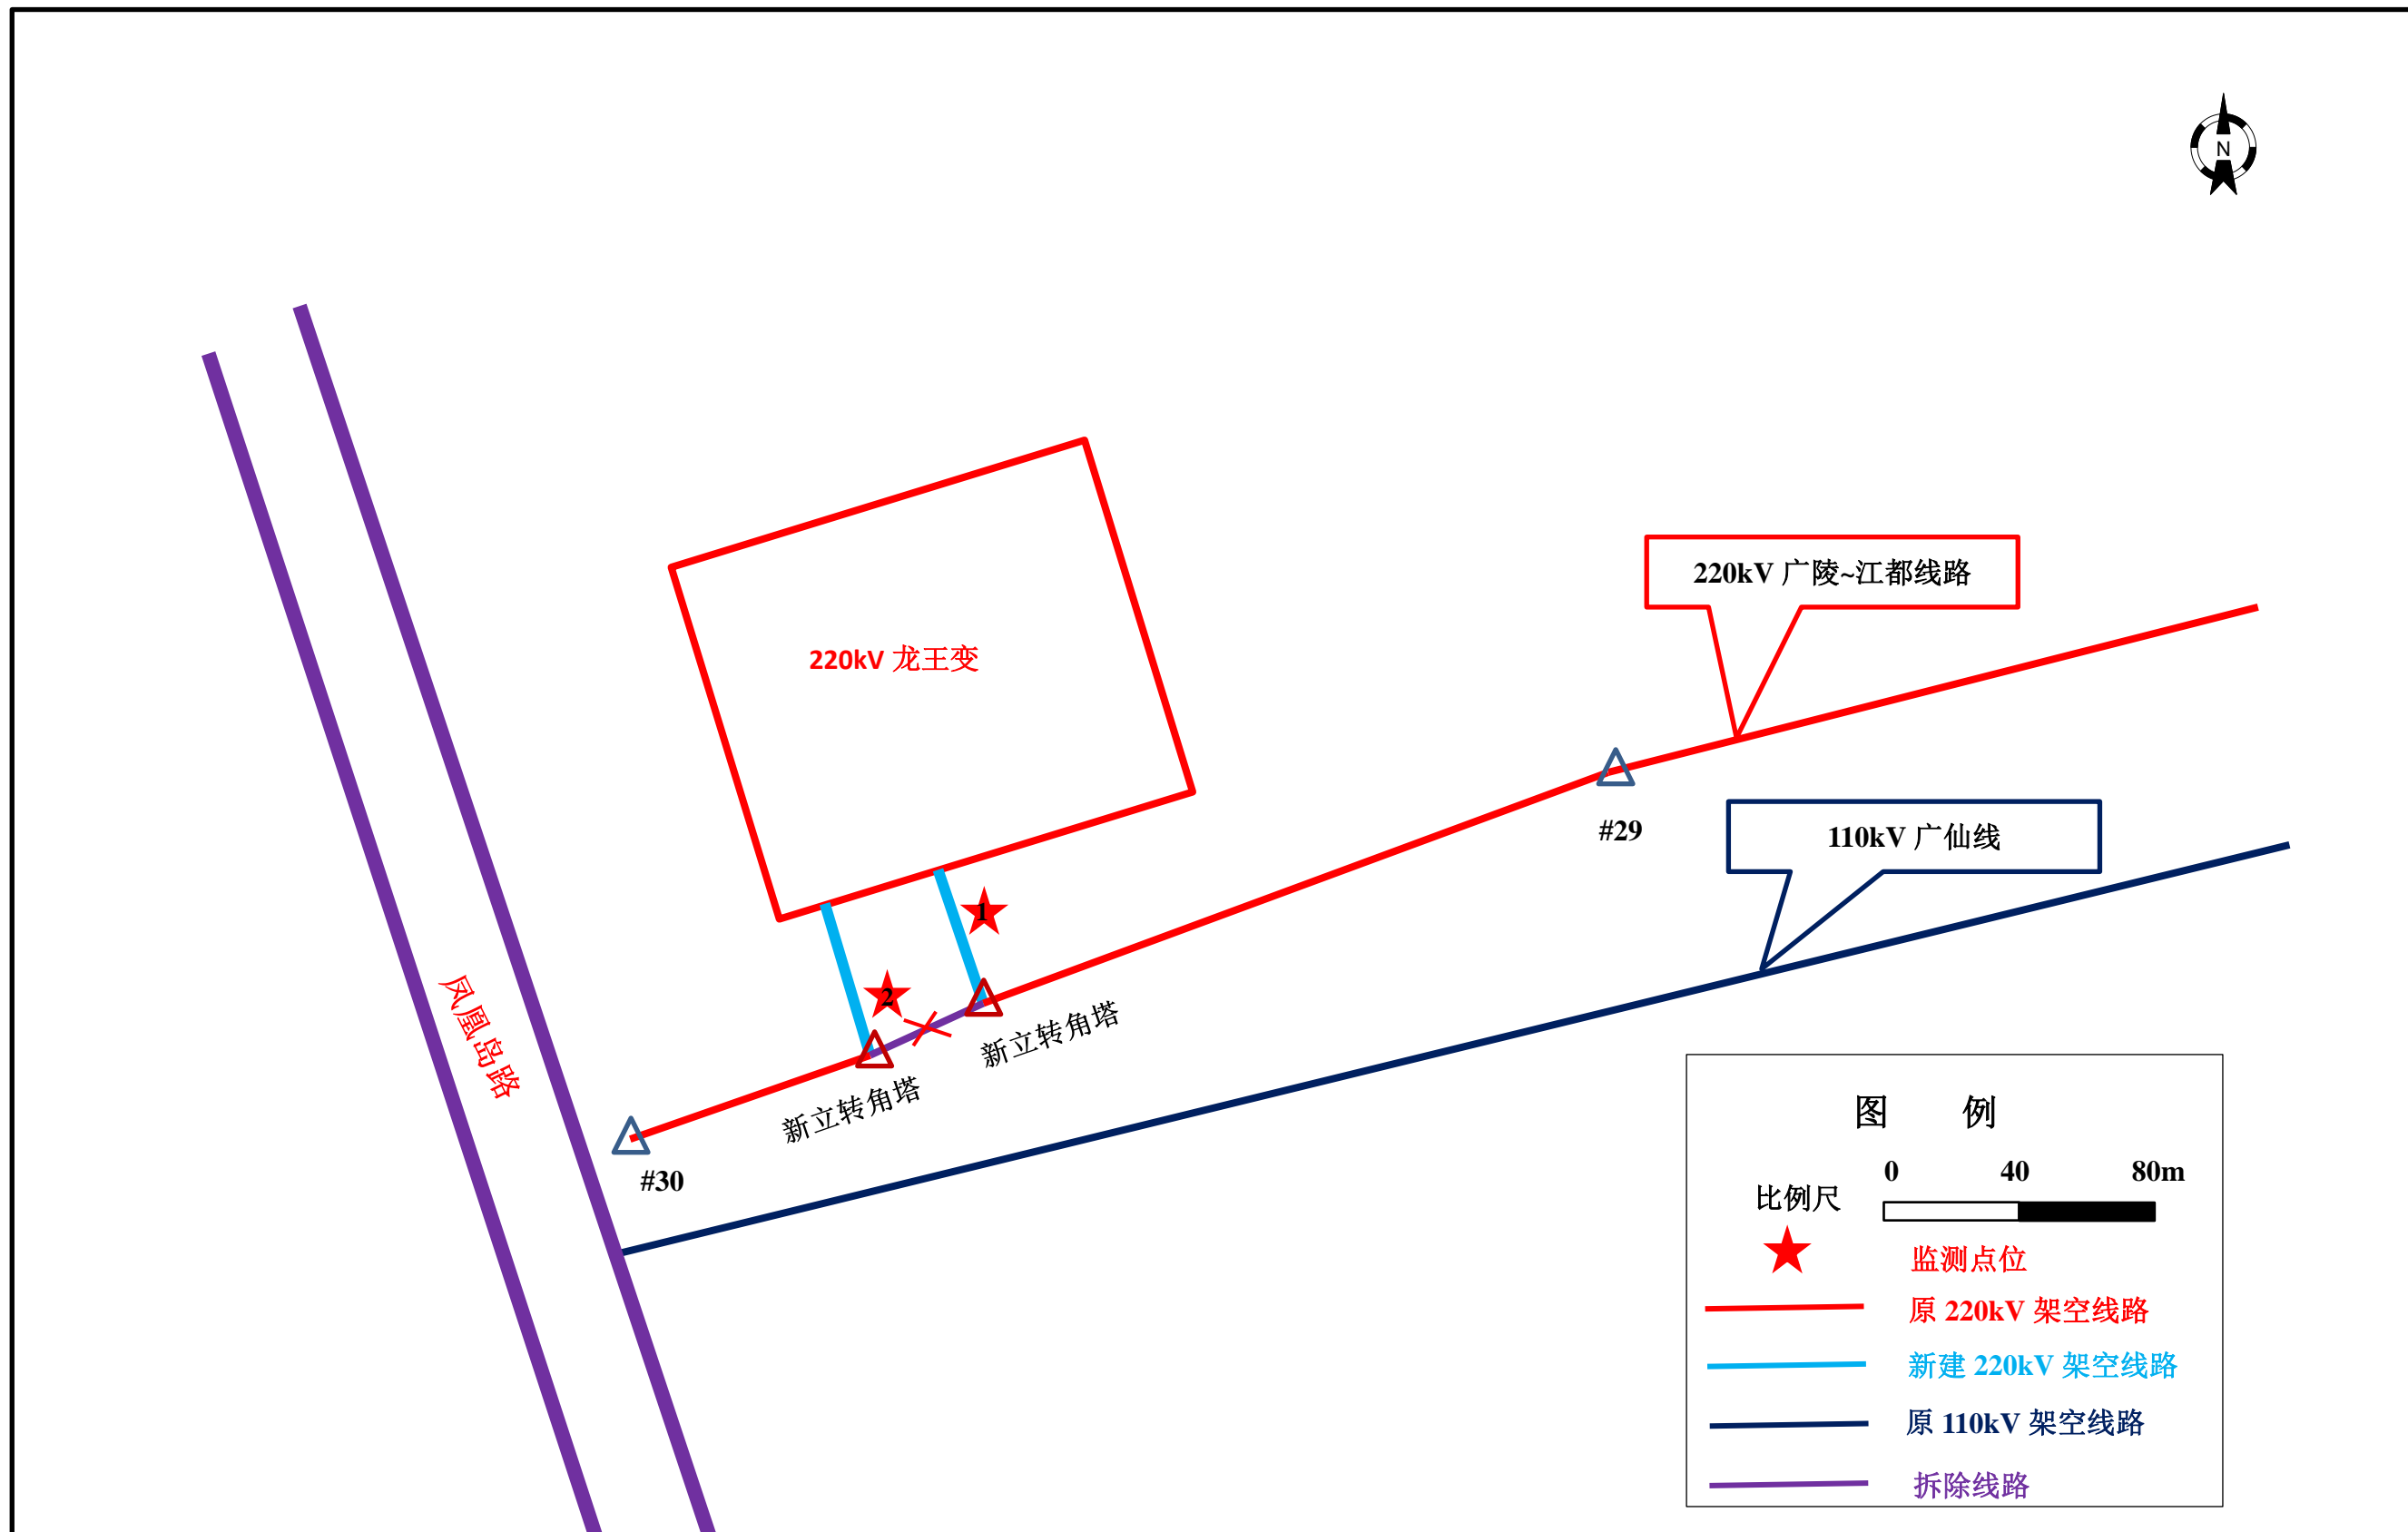 N
220kV 广陵~江都线路
220kV 龙王变
#29
110kV 广仙线
1
2
凤凰岛路
新立转角塔
新立转角塔
#30
图 例
0 40 80m
比例尺
监测点位
原 220kV 架空线路
新建 220kV 架空线路
原 110kV 架空线路
拆除线路